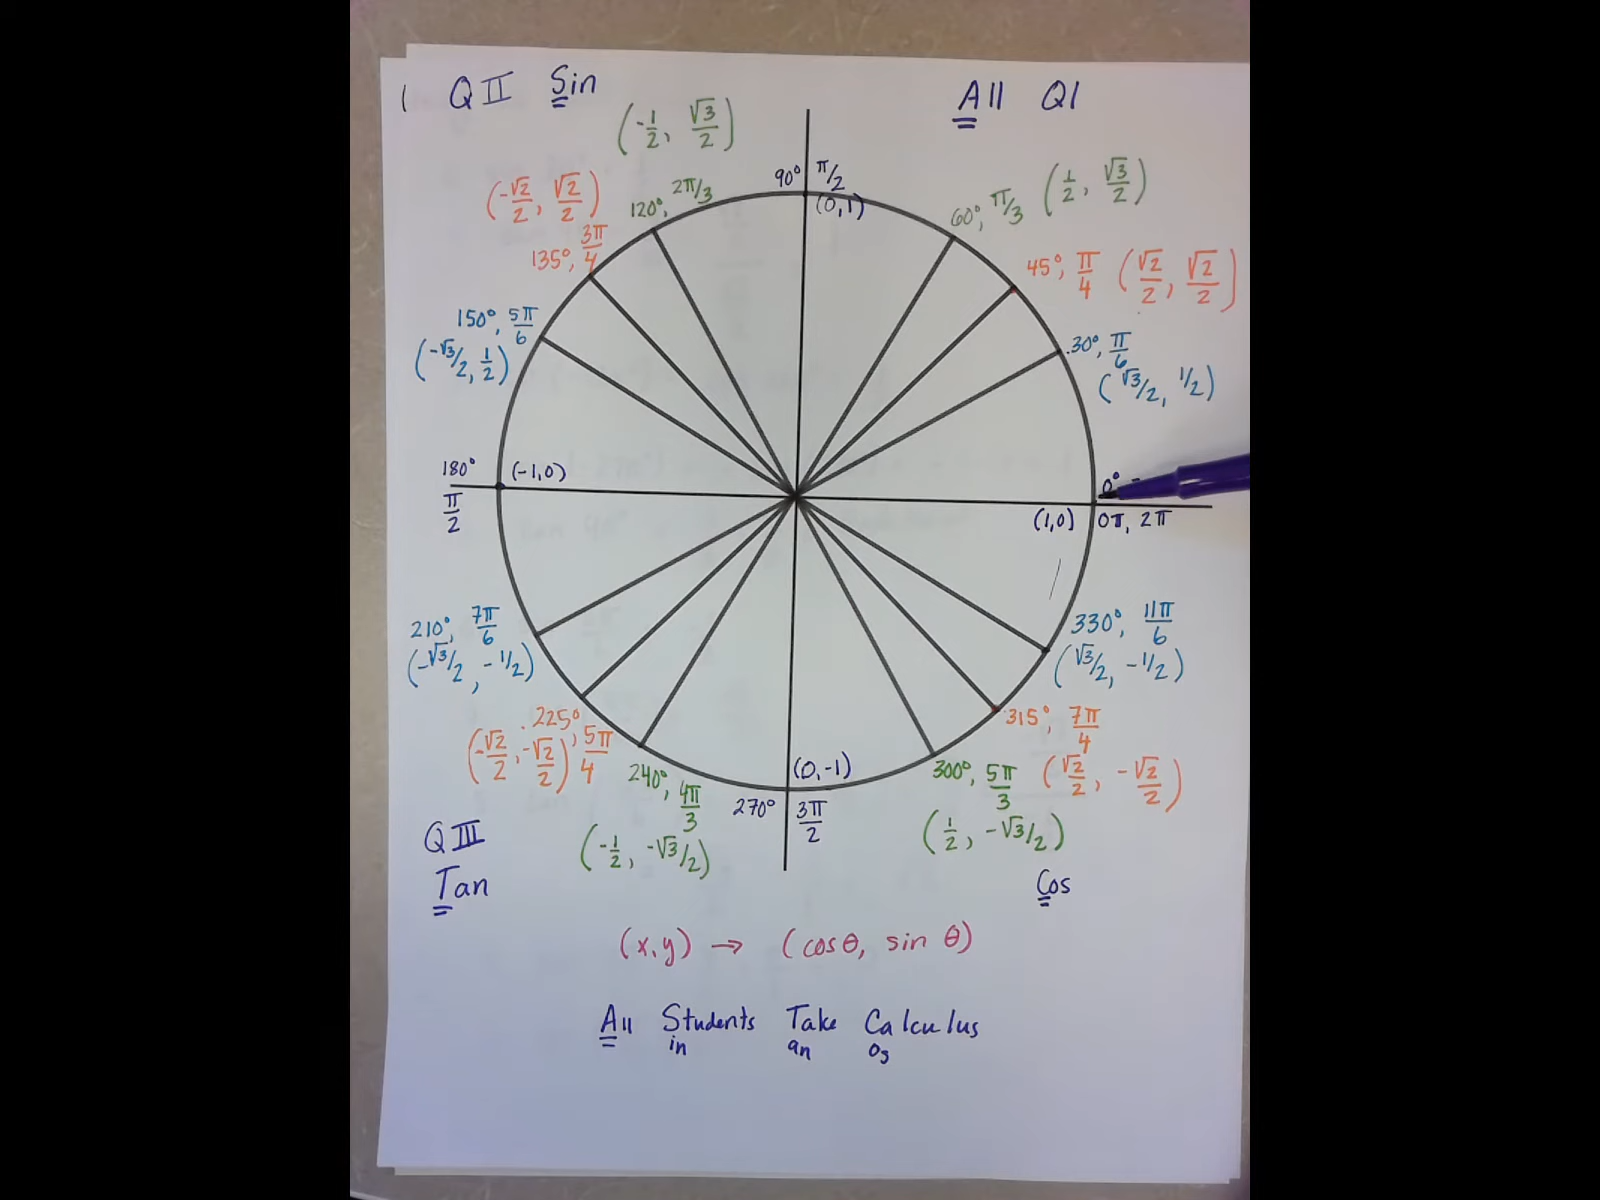 QII Sin
All Q1
(-1/2, √3/2)
90° π/2
(0,1)
(1/2, √3/2)
60°, π/3
120°, 2π/3
(-√2/2, √2/2)
135°, 3π/4
45°, π/4 (√2/2, √2/2)
150°, 5π/6
(-√3/2, 1/2)
30°, π/6
(√3/2, 1/2)
180° (-1,0)
π/2
0°
(1,0) 0π, 2π
210°, 7π/6
(-√3/2, -1/2)
330°, 11π/6
(√3/2, -1/2)
225°, 5π/4
(-√2/2, -√2/2)
315°, 7π/4
(√2/2, -√2/2)
240°, 4π/3
(-1/2, -√3/2)
(0,-1)
270° 3π/2
300°, 5π/3
(1/2, -√3/2)
QIII
Tan
Cos
(x,y) → (cosθ, sin θ)
All Students Take Calculus
in an os